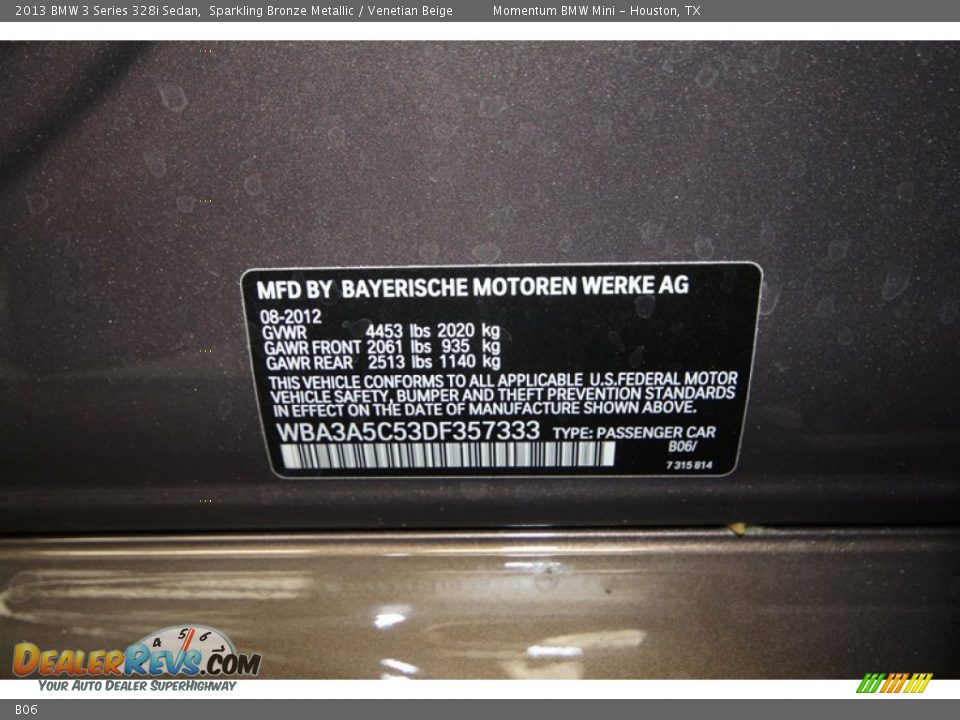 2013 BMW 3 Series 328i Sedan,  Sparkling Bronze Metallic / Venetian Beige    Momentum BMW Mini - Houston, TX
MFD BY BAYERISCHE MOTOREN WERKE AG
08-2012
GVWR 4453 lbs 2020 kg
GAWR FRONT 2061 lbs 935 kg
GAWR REAR 2513 lbs 1140 kg
THIS VEHICLE CONFORMS TO ALL APPLICABLE U.S.FEDERAL MOTOR
VEHICLE SAFETY, BUMPER AND THEFT PREVENTION STANDARDS
IN EFFECT ON THE DATE OF MANUFACTURE SHOWN ABOVE.
WBA3A5C53DF357333 TYPE: PASSENGER CAR
B06/
7 315 814
4 5 6 7
DEALERREVS.COM
YOUR AUTO DEALER SUPERHIGHWAY
B06